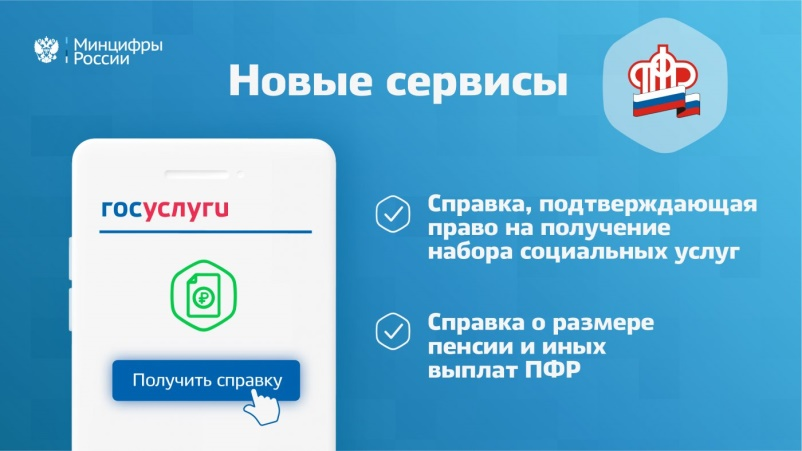 Минцифры
России
Новые сервисы
ПФР
госуслуги
Справка, подтверждающая
право на получение
набора социальных услуг
₽
Справка о размере
пенсии и иных
выплат ПФР
Получить справку